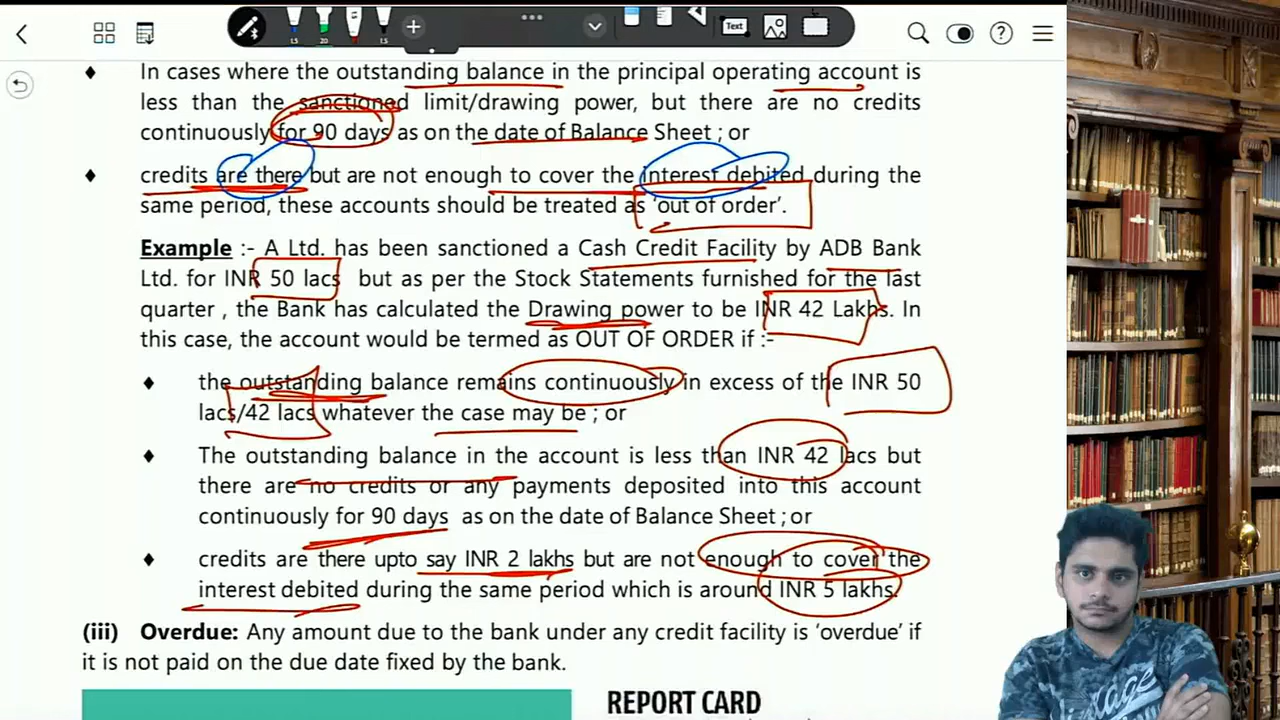 Text
♦ In cases where the outstanding balance in the principal operating account is
less than the sanctioned limit/drawing power, but there are no credits
continuously for 90 days as on the date of Balance Sheet ; or
♦ credits are there but are not enough to cover the interest debited during the
same period, these accounts should be treated as ‘out of order’.
Example :- A Ltd. has been sanctioned a Cash Credit Facility by ADB Bank
Ltd. for INR 50 lacs but as per the Stock Statements furnished for the last
quarter , the Bank has calculated the Drawing power to be INR 42 Lakhs. In
this case, the account would be termed as OUT OF ORDER if :-
♦ the outstanding balance remains continuously in excess of the INR 50
lacs/42 lacs whatever the case may be ; or
♦ The outstanding balance in the account is less than INR 42 lacs but
there are no credits or any payments deposited into this account
continuously for 90 days as on the date of Balance Sheet ; or
♦ credits are there upto say INR 2 lakhs but are not enough to cover the
interest debited during the same period which is around INR 5 lakhs.
(iii) Overdue: Any amount due to the bank under any credit facility is ‘overdue’ if
it is not paid on the due date fixed by the bank.
REPORT CARD